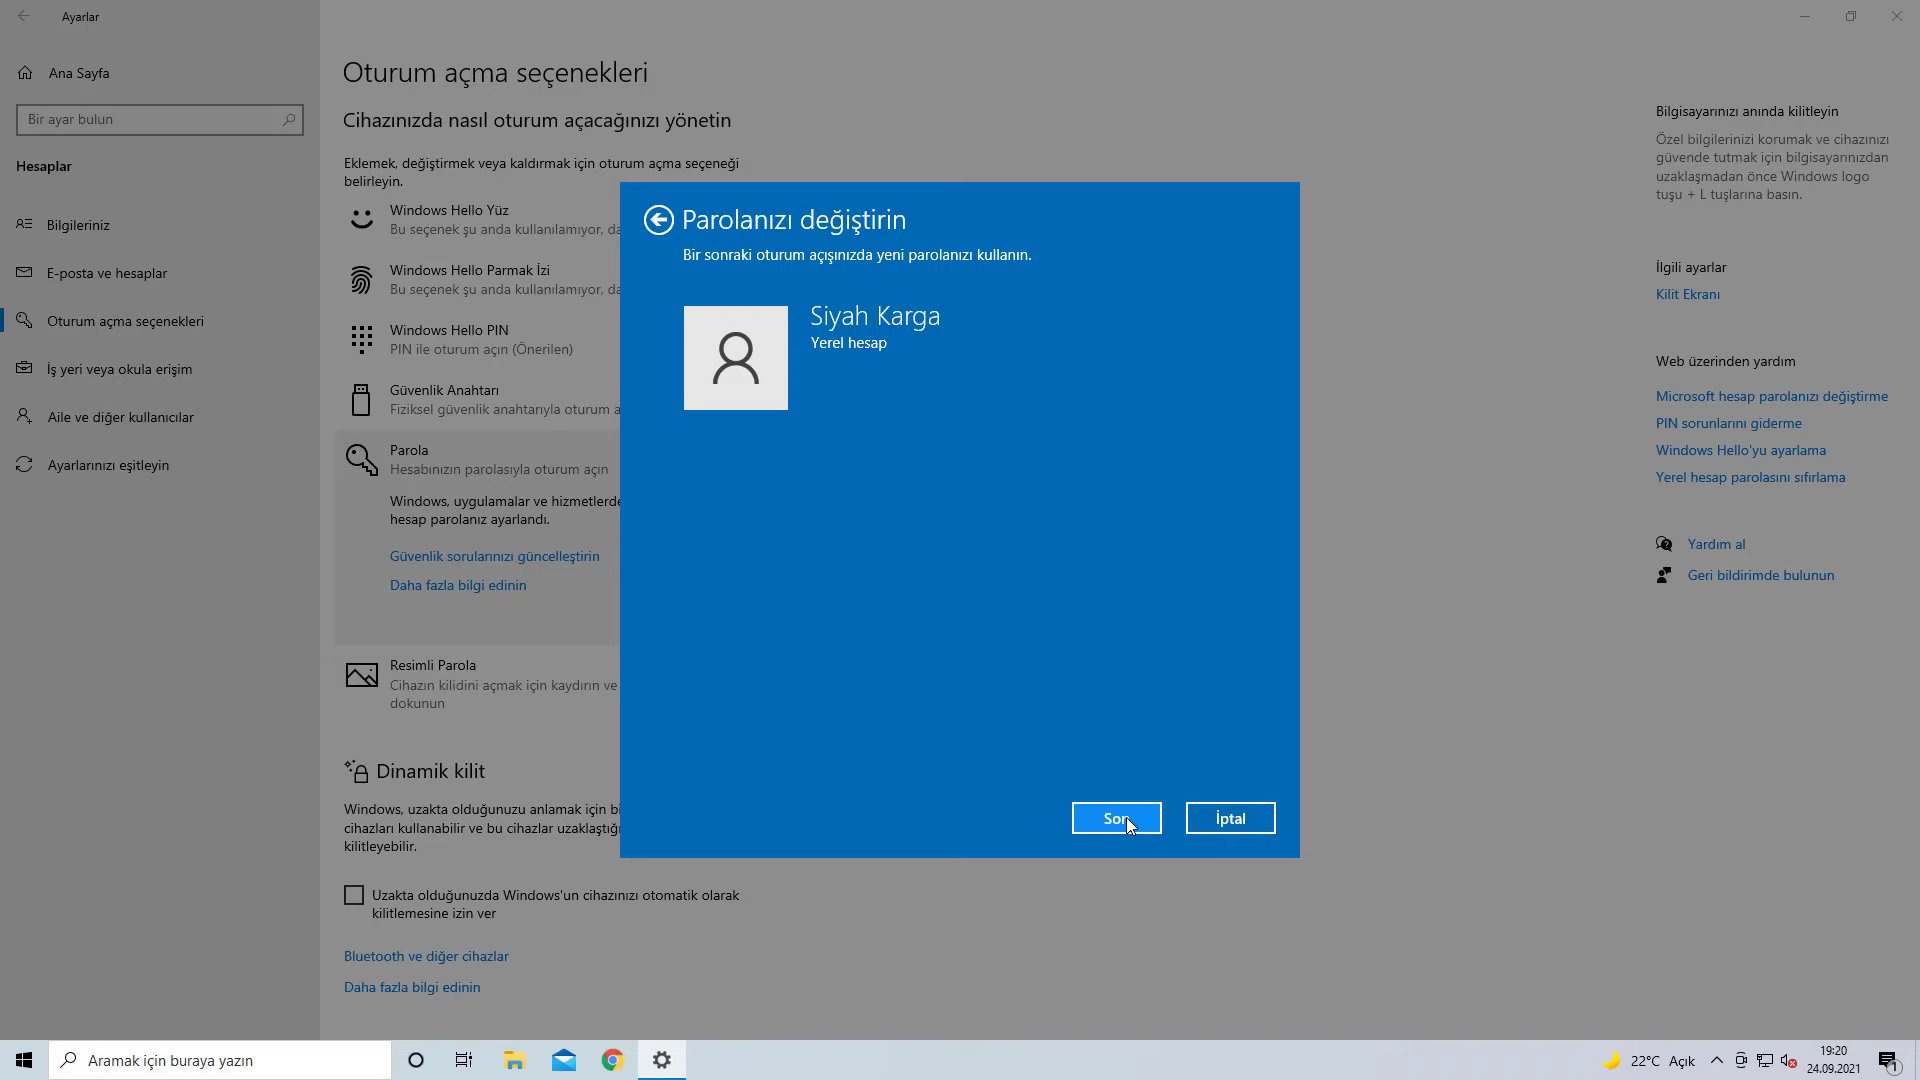 Ayarlar
Ana Sayfa
Bir ayar bulun
Hesaplar
Bilgileriniz
E-posta ve hesaplar
Oturum açma seçenekleri
İş yeri veya okula erişim
Aile ve diğer kullanıcılar
Ayarlarınızı eşitleyin
Oturum açma seçenekleri
Cihazınızda nasıl oturum açacağınızı yönetin
Eklemek, değiştirmek veya kaldırmak için oturum açma seçeneği
belirleyin.
Windows Hello Yüz
Bu seçenek şu anda kullanılamıyor, da
Windows Hello Parmak İzi
Bu seçenek şu anda kullanılamıyor, da
Windows Hello PIN
PIN ile oturum açın (Önerilen)
Güvenlik Anahtarı
Fiziksel güvenlik anahtarıyla oturum a
Parola
Hesabınızın parolasıyla oturum açın
Windows, uygulamalar ve hizmetlerde
hesap parolanız ayarlandı.
Güvenlik sorularınızı güncelleştirin
Daha fazla bilgi edinin
Resimli Parola
Cihazın kilidini açmak için kaydırın ve
dokunun
Dinamik kilit
Windows, uzakta olduğunuzu anlamak için bi
cihazları kullanabilir ve bu cihazlar uzaklaştığı
kilitleyebilir.
Uzakta olduğunuzda Windows'un cihazınızı otomatik olarak
kilitlemesine izin ver
Bluetooth ve diğer cihazlar
Daha fazla bilgi edinin
Parolanızı değiştirin
Bir sonraki oturum açışınızda yeni parolanızı kullanın.
Siyah Karga
Yerel hesap
Son
İptal
Bilgisayarınızı anında kilitleyin
Özel bilgilerinizi korumak ve cihazınızı
güvende tutmak için bilgisayarınızdan
uzaklaşmadan önce Windows logo
tuşu + L tuşlarına basın.
İlgili ayarlar
Kilit Ekranı
Web üzerinden yardım
Microsoft hesap parolanızı değiştirme
PIN sorunlarını giderme
Windows Hello'yu ayarlama
Yerel hesap parolasını sıfırlama
Yardım al
Geri bildirimde bulunun
Aramak için buraya yazın
22°C Açık
19:20
24.09.2021
1